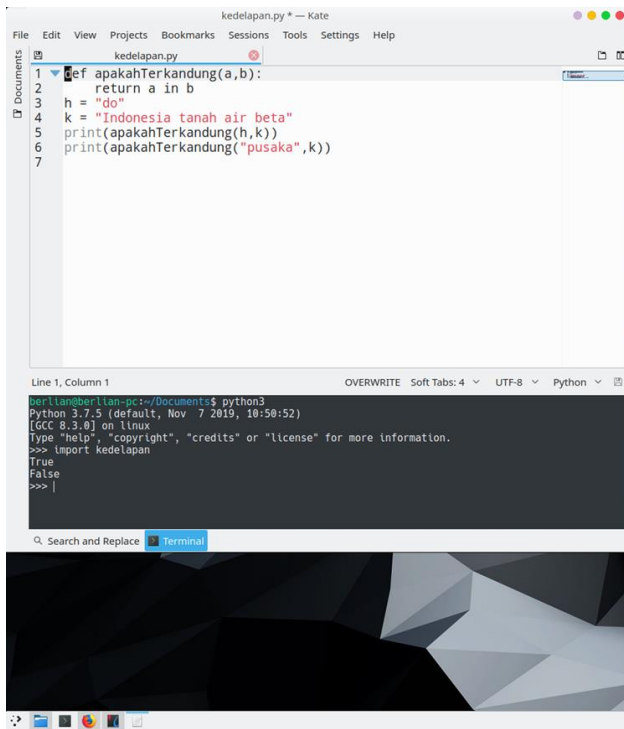 kedelapan.py * — Kate
File Edit View Projects Bookmarks Sessions Tools Settings Help
Documents
kedelapan.py
1 def apakahTerkandung(a,b):
2     return a in b
3 h = "do"
4 k = "Indonesia tanah air beta"
5 print(apakahTerkandung(h,k))
6 print(apakahTerkandung("pusaka",k))
7
Line 1, Column 1 OVERWRITE Soft Tabs: 4 UTF-8 Python
berlian@berlian-pc:~/Documents$ python3
Python 3.7.5 (default, Nov  7 2019, 10:50:52)
[GCC 8.3.0] on linux
Type "help", "copyright", "credits" or "license" for more information.
>>> import kedelapan
True
False
>>>
Search and Replace Terminal